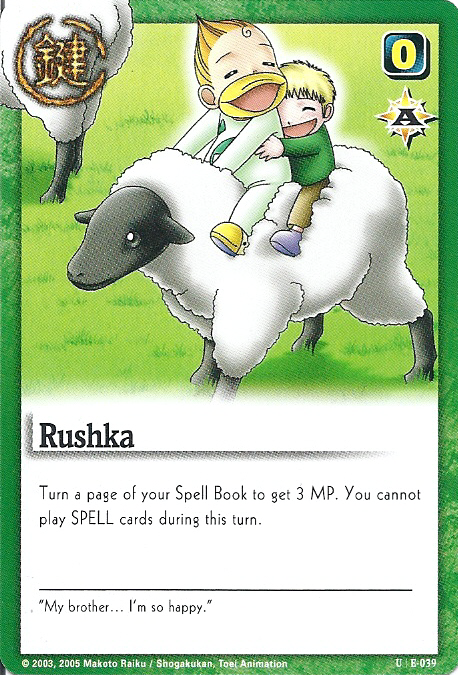 鍵
0
A
Rushka
Turn a page of your Spell Book to get 3 MP. You cannot
play SPELL cards during this turn.
"My brother... I'm so happy."
© 2003, 2005 Makoto Raiku / Shogakukan, Toei Animation
U E-039